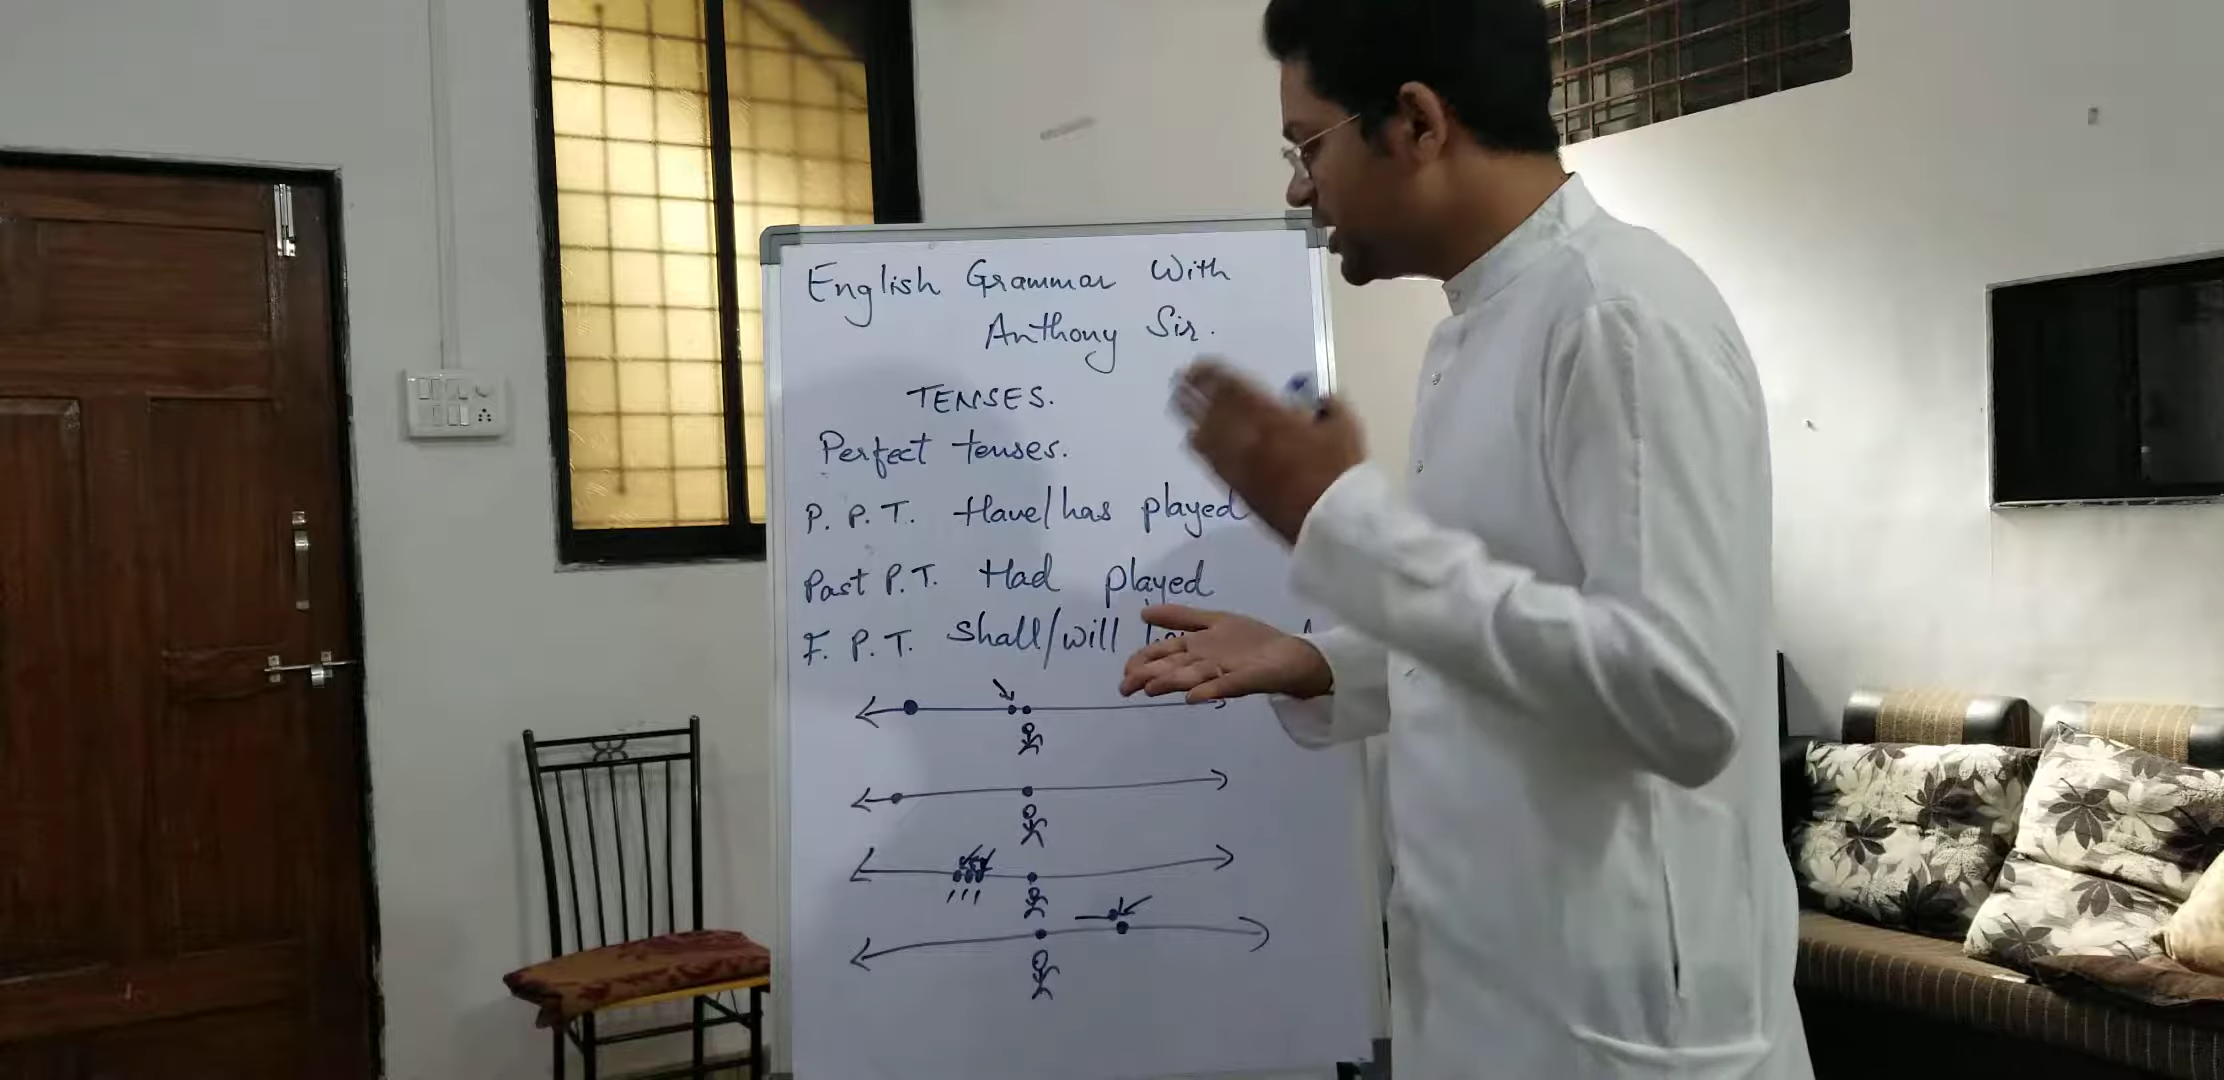 English Grammar With
Anthony Sir.
TENSES.
Perfect tenses.
P. P. T. Have/has played
Past P.T. Had played
F. P. T. Shall/will